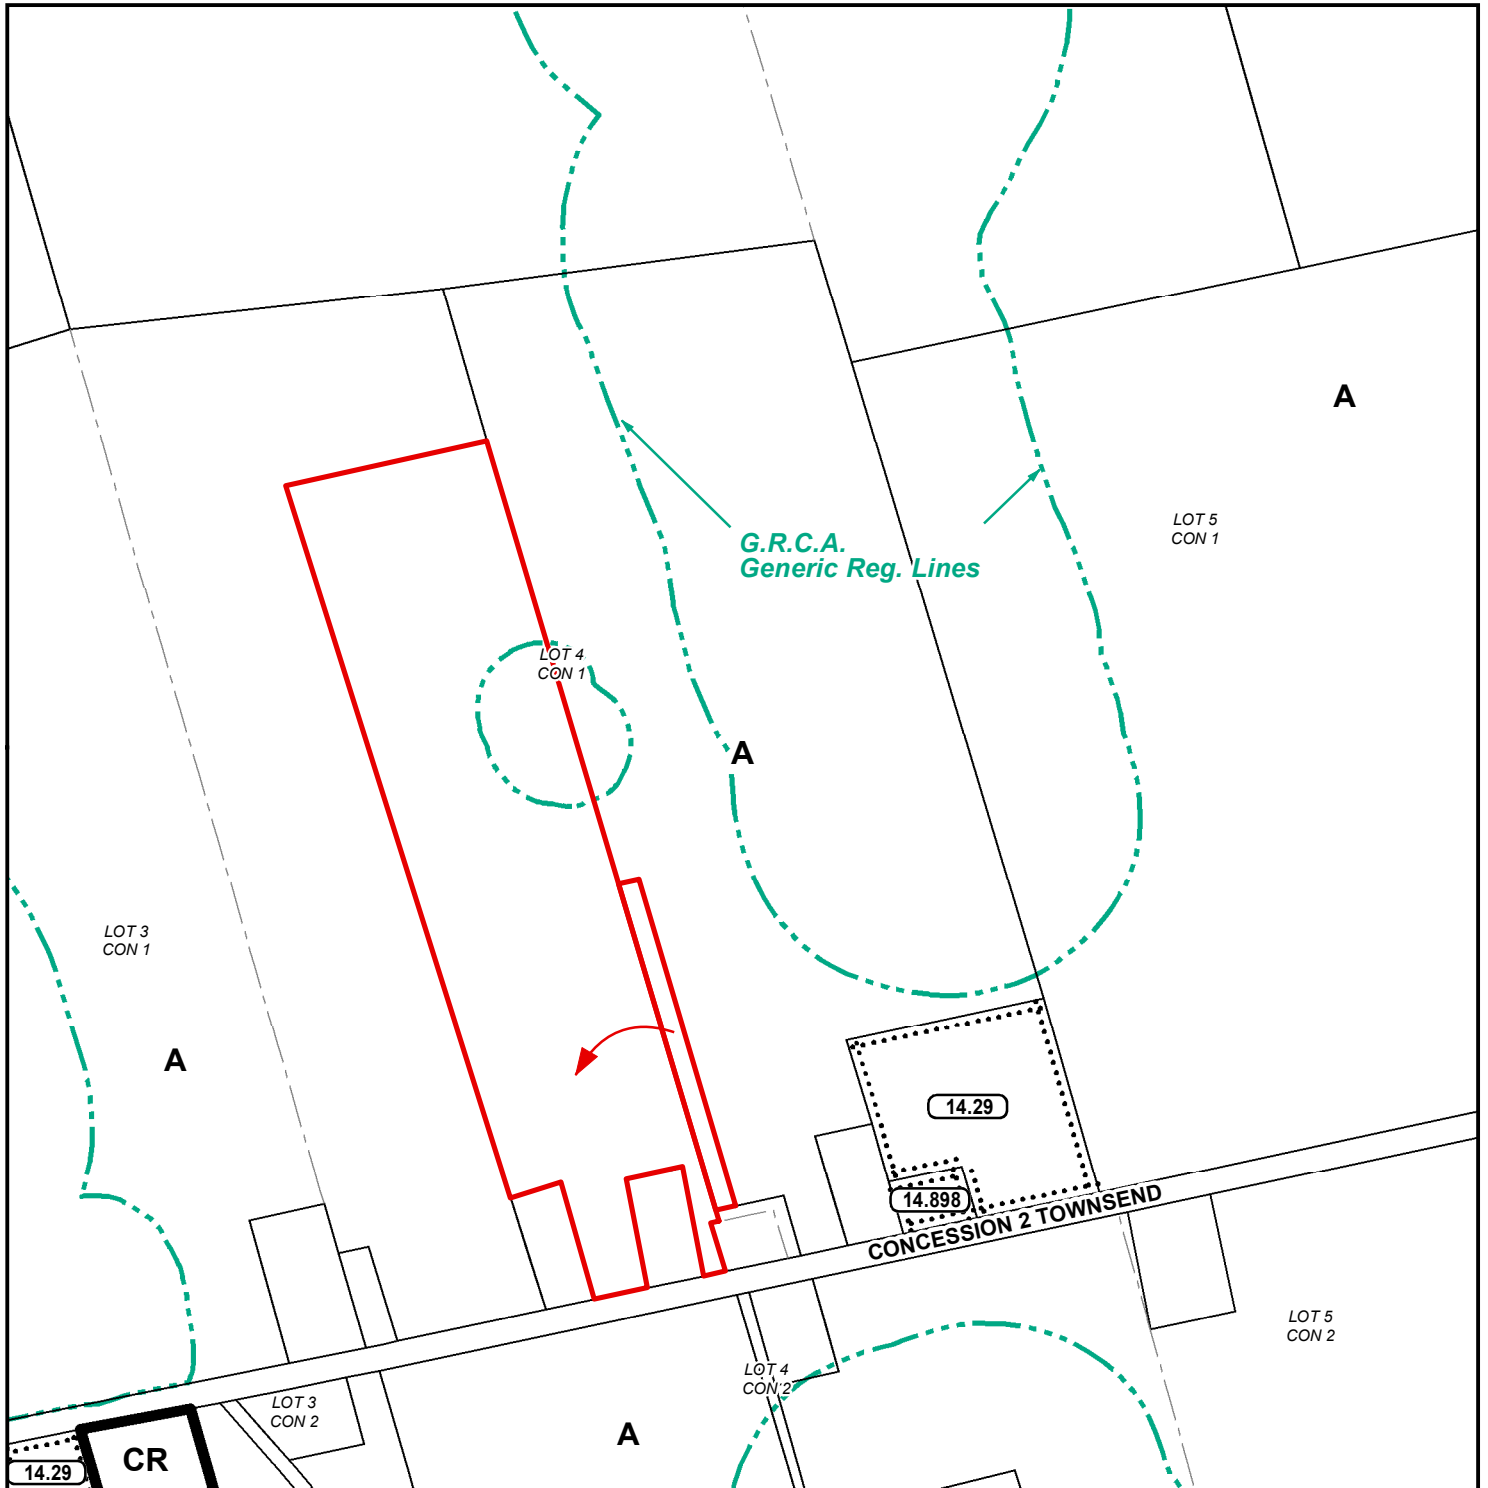 A
LOT 5
CON 1
G.R.C.A.
Generic Reg. Lines
LOT 4
CON 1
A
LOT 3
CON 1
A
14.29
14.898
CONCESSION 2 TOWNSEND
LOT 5
CON 2
LOT 4
CON 2
LOT 3
CON 2
A
CR
14.29